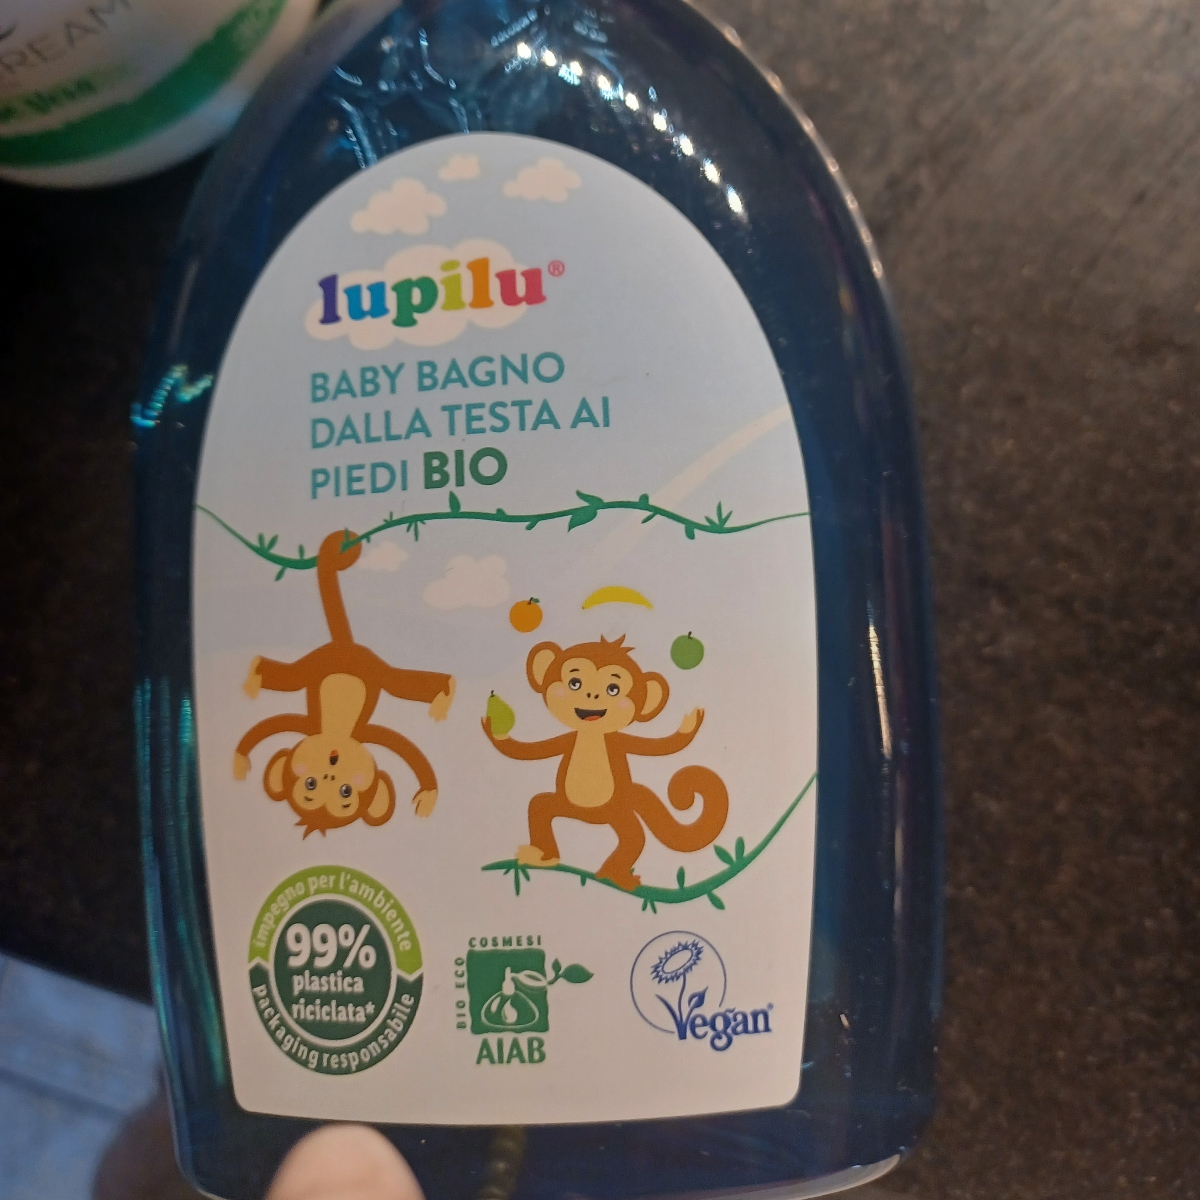 REAM
lupilu®
BABY BAGNO
DALLA TESTA AI
PIEDI BIO
impegno per l'ambiente
99%
plastica
riciclata*
packaging responsabile
COSMESI
BIO ECO
AIAB
Vegan